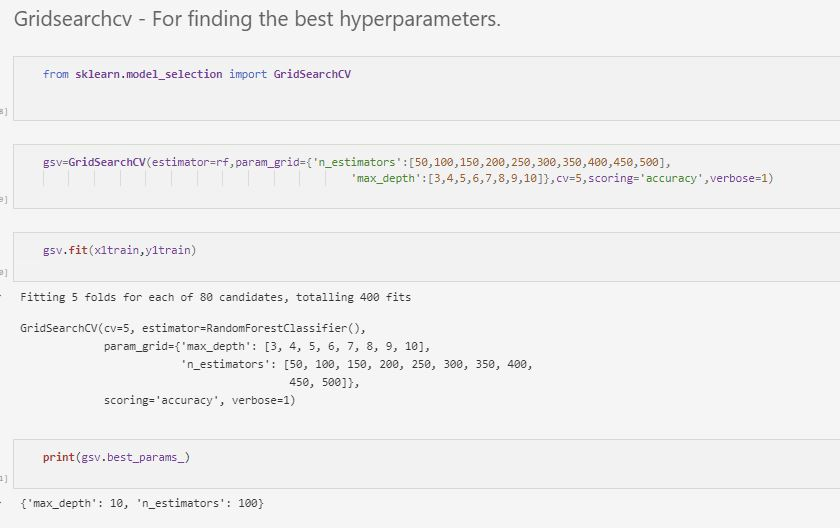 Gridsearchcv - For finding the best hyperparameters.
from sklearn.model_selection import GridSearchCV
gsv=GridSearchCV(estimator=rf,param_grid={'n_estimators':[50,100,150,200,250,300,350,400,450,500],
'max_depth':[3,4,5,6,7,8,9,10]},cv=5,scoring='accuracy',verbose=1)
gsv.fit(x1train,y1train)
Fitting 5 folds for each of 80 candidates, totalling 400 fits
GridSearchCV(cv=5, estimator=RandomForestClassifier(),
param_grid={'max_depth': [3, 4, 5, 6, 7, 8, 9, 10],
'n_estimators': [50, 100, 150, 200, 250, 300, 350, 400,
450, 500]},
scoring='accuracy', verbose=1)
print(gsv.best_params_)
{'max_depth': 10, 'n_estimators': 100}